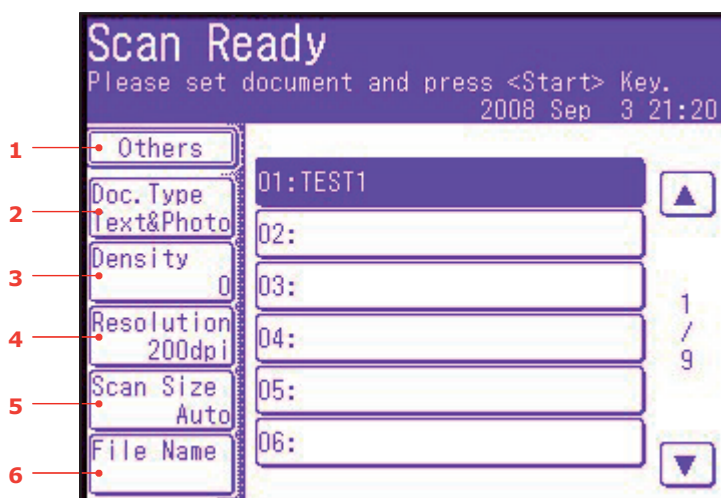 Scan Ready
Please set document and press <Start> Key.
2008 Sep 3 21:20
1
Others
2
Doc.Type
Text&Photo
3
Density
0
4
Resolution
200dpi
5
Scan Size
Auto
6
File Name
01:TEST1
02:
03:
04:
05:
06:
▲
1
/
9
▼